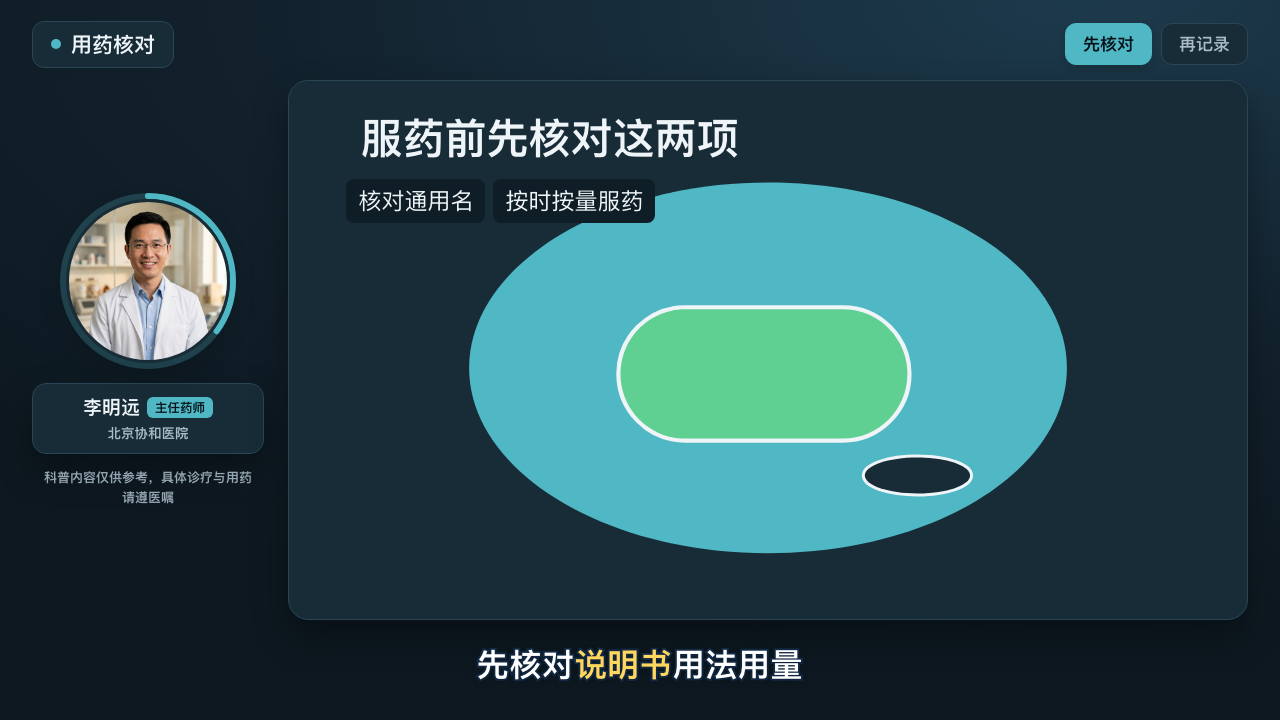 用药核对
先核对
再记录
服药前先核对这两项
核对通用名
按时按量服药
李明远
主任药师
北京协和医院
科普内容仅供参考，具体诊疗与用药
请遵医嘱
先核对说明书用法用量